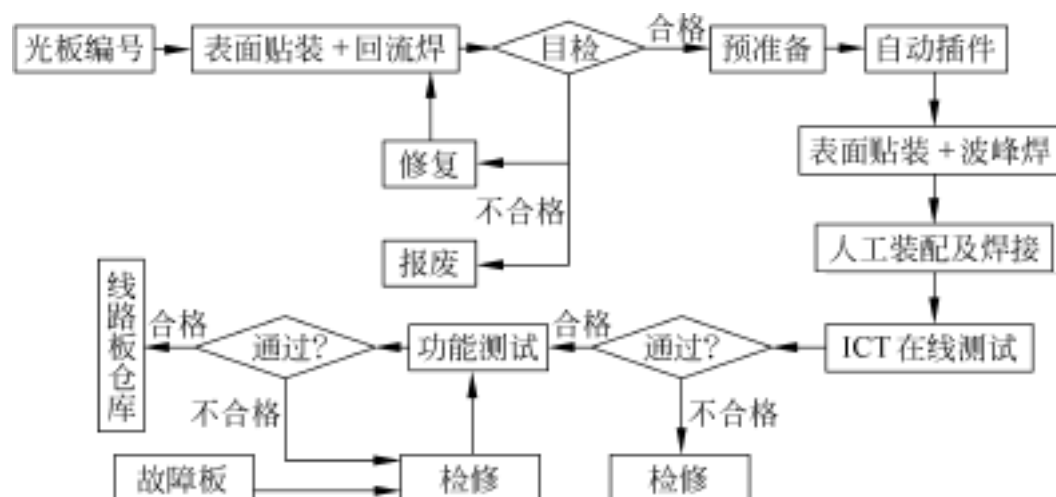 光板编号
表面贴装+回流焊
目检
合格
预准备
自动插件
修复
不合格
报废
表面贴装+波峰焊
人工装配及焊接
ICT在线测试
通过?
合格
不合格
检修
功能测试
通过?
合格
不合格
线路板仓库
故障板
检修